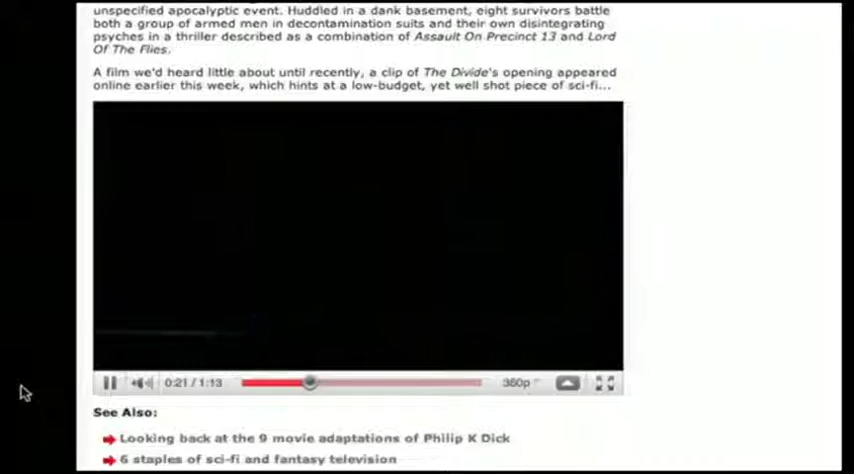 unspecified apocalyptic event. Huddled in a dank basement, eight survivors battle
both a group of armed men in decontamination suits and their own disintegrating
psyches in a thriller described as a combination of Assault On Precinct 13 and Lord
Of The Flies.
A film we'd heard little about until recently, a clip of The Divide's opening appeared
online earlier this week, which hints at a low-budget, yet well shot piece of sci-fi...
0:21 / 1:13
360p
See Also:
Looking back at the 9 movie adaptations of Philip K Dick
6 staples of sci-fi and fantasy television